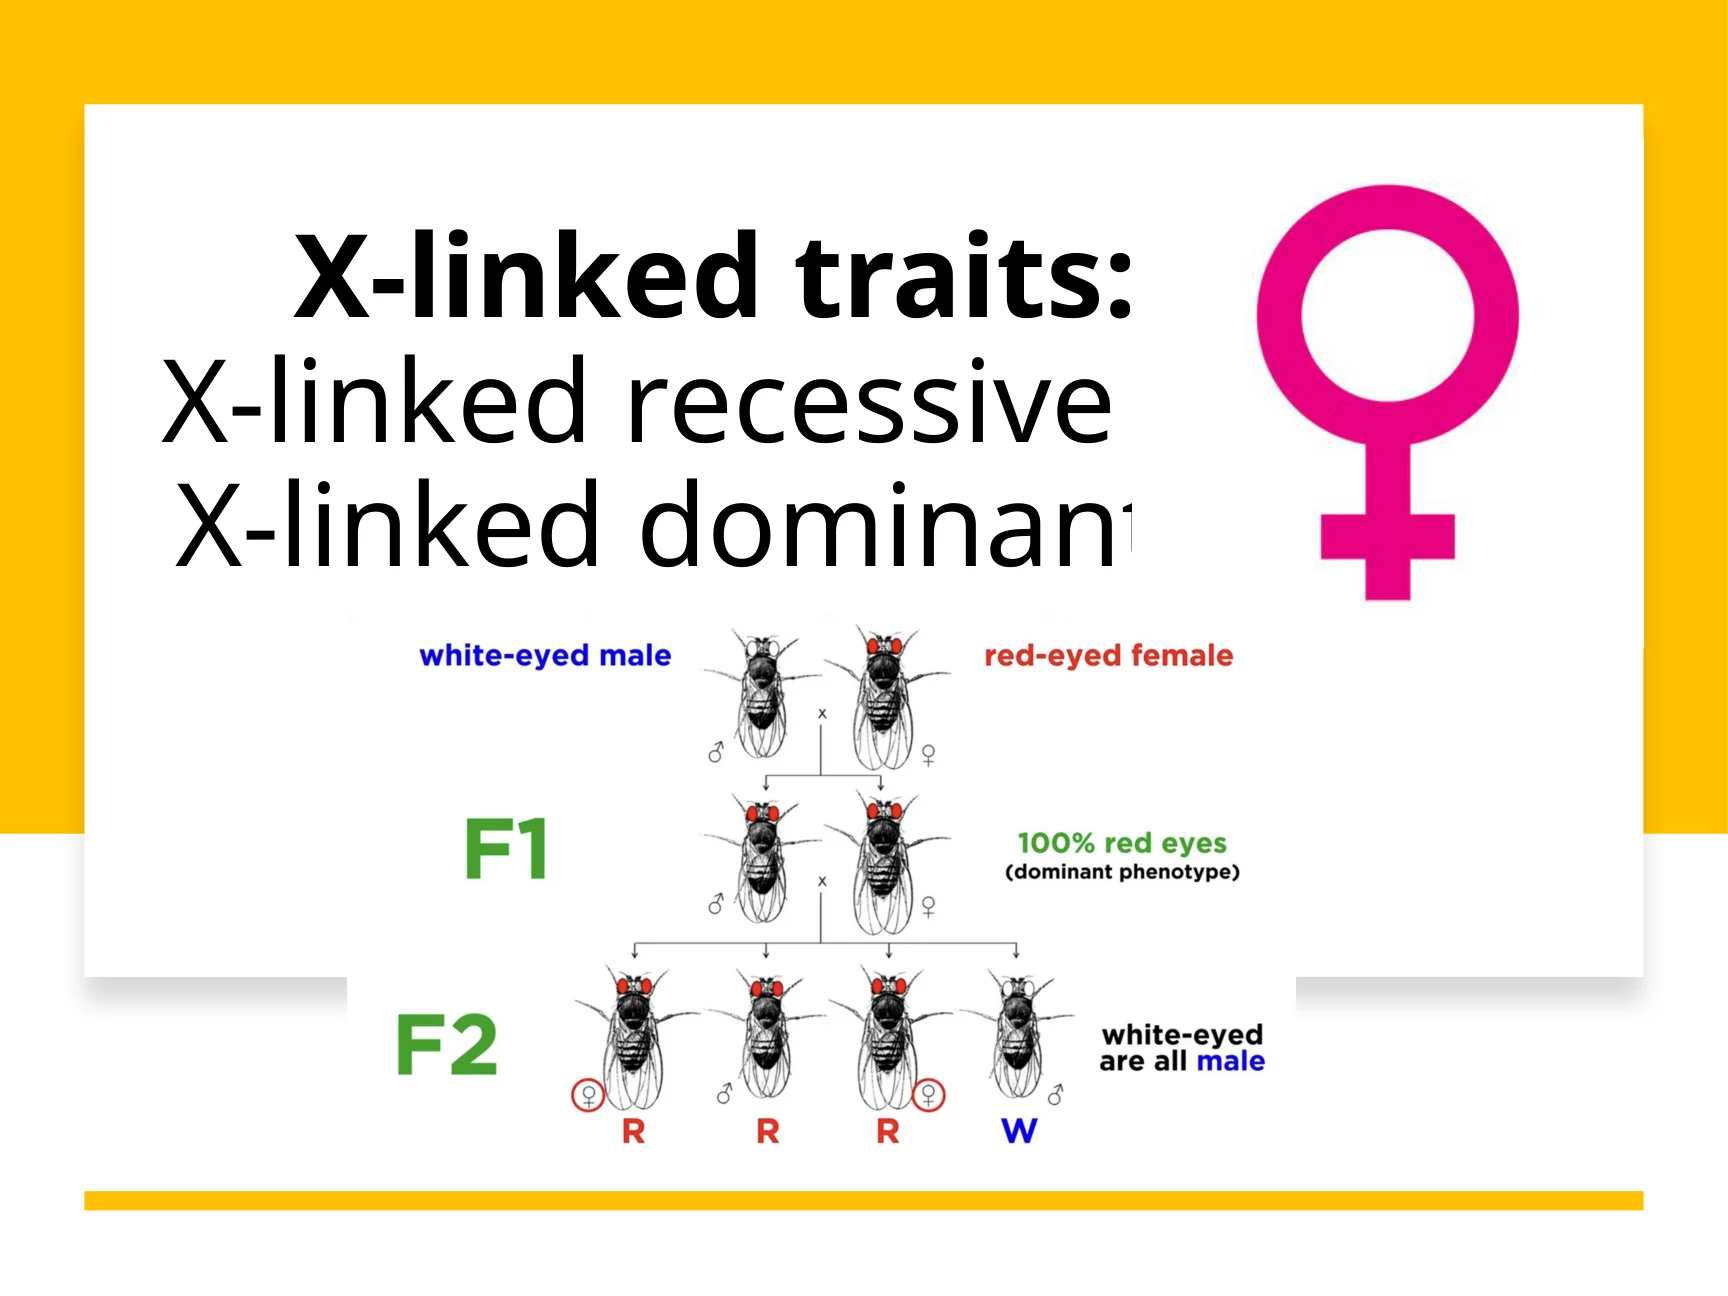 X-linked traits:
X-linked recessive
X-linked dominant
white-eyed male
red-eyed female
x
♂
♀
F1
100% red eyes
(dominant phenotype)
x
♂
♀
F2
white-eyed
are all male
♀
♂
♀
♂
R
R
R
W